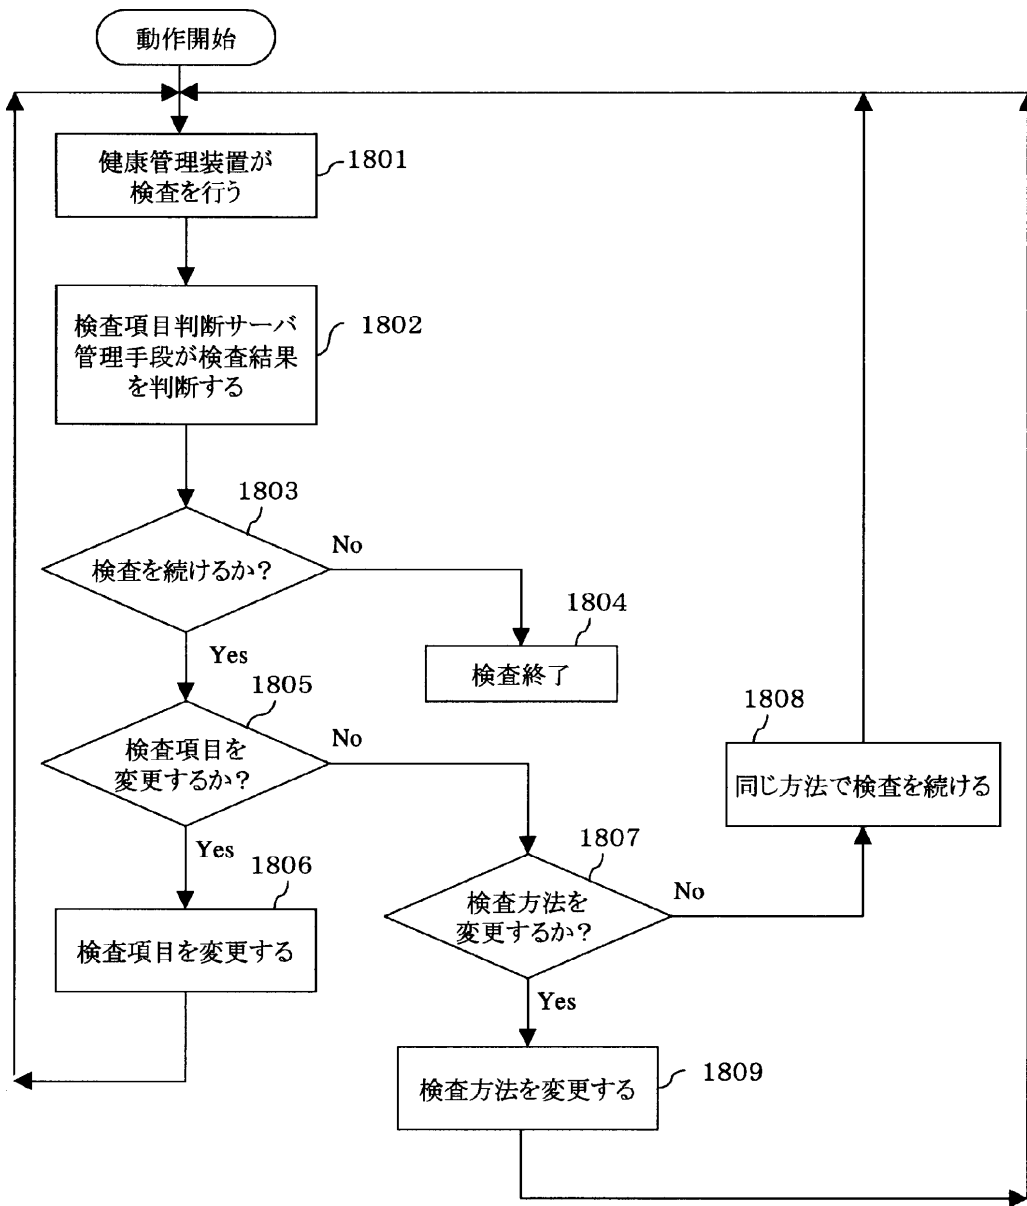 動作開始
健康管理装置が
検査を行う
1801
検査項目判断サーバ
管理手段が検査結果
を判断する
1802
1803
検査を続けるか?
No
Yes
1804
検査終了
1805
検査項目を
変更するか?
No
Yes
1806
検査項目を変更する
1807
検査方法を
変更するか?
No
Yes
1808
同じ方法で検査を続ける
検査方法を変更する
1809